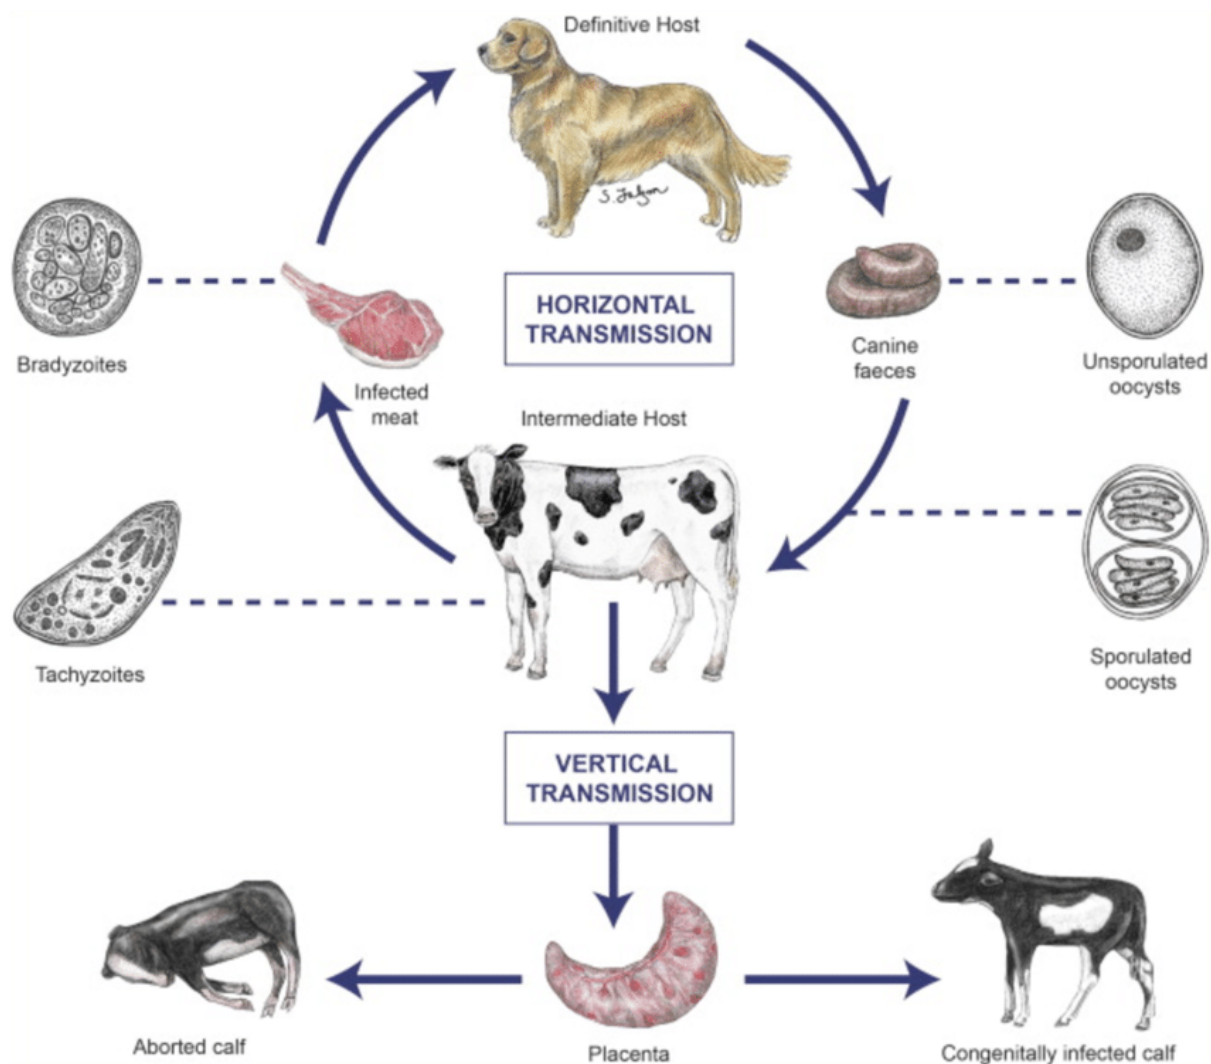 Definitive Host
HORIZONTAL
TRANSMISSION
Bradyzoites
Infected
meat
Canine
faeces
Unsporulated
oocysts
Intermediate Host
Tachyzoites
Sporulated
oocysts
VERTICAL
TRANSMISSION
Aborted calf
Placenta
Congenitally infected calf